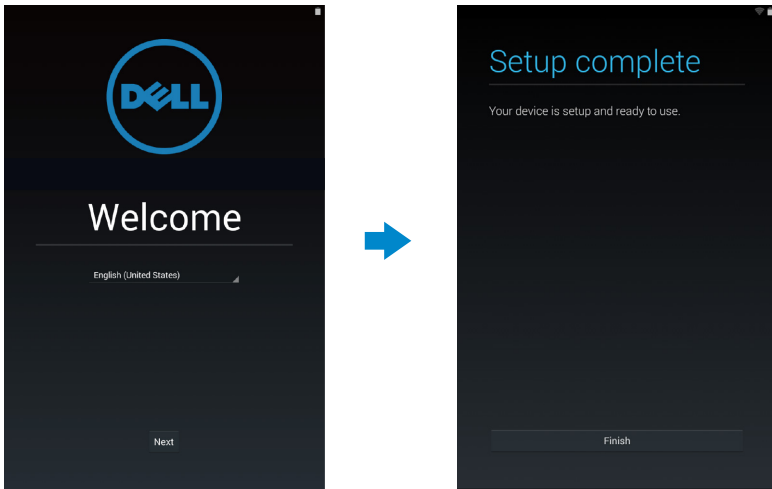 DELL
Welcome
English (United States)
Next
Setup complete
Your device is setup and ready to use.
Finish